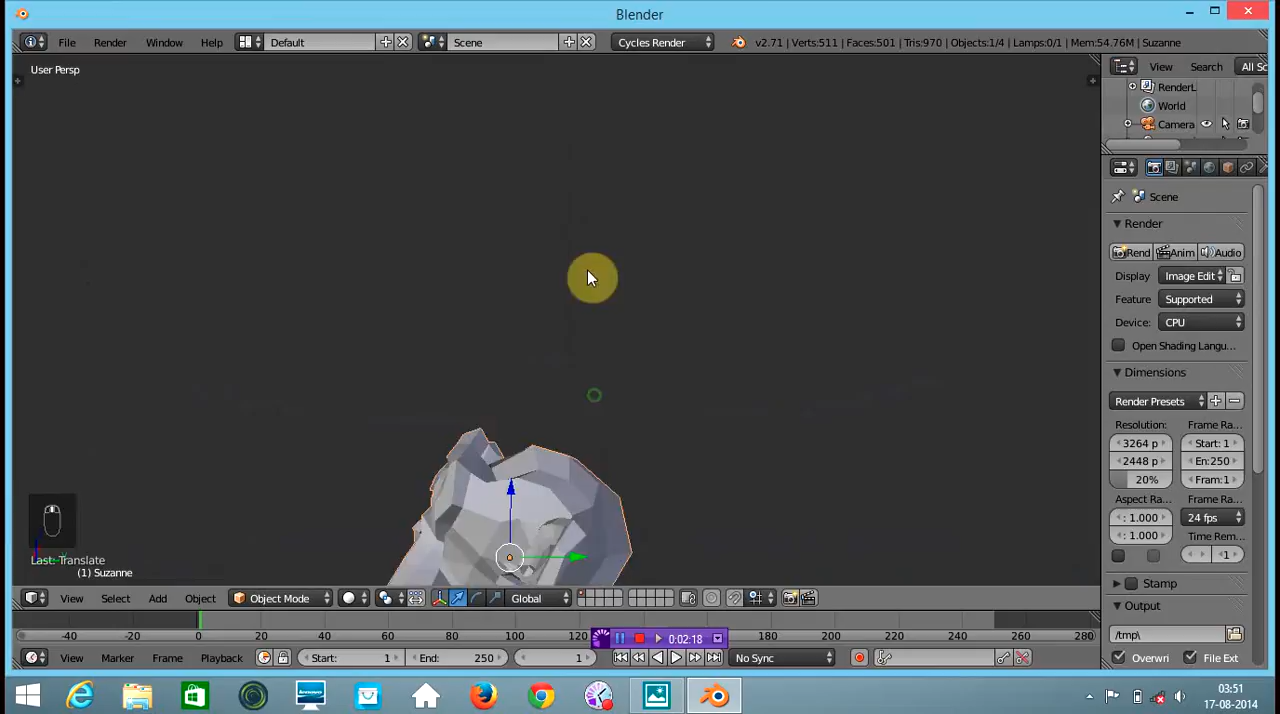 Blender
File Render Window Help Default Scene Cycles Render v2.71 | Verts:511 | Faces:501 | Tris:970 | Objects:1/4 | Lamps:0/1 | Mem:54.76M | Suzanne
View Search All Sc
User Persp
RenderL
World
Camera
Scene
Render
Rend Anim Audio
Display Image Edit
Feature Supported
Device: CPU
Open Shading Langu...
Dimensions
Render Presets
Resolution: Frame Ra...
3264 p Start: 1
2448 p En:250
20% Fram:1
Aspect Ra... Frame Ra...
: 1.000 24 fps
: 1.000 Time Rem...
1
Last: Translate
(1) Suzanne
Stamp
View Select Add Object Object Mode Global
Output
-40 -20 0 20 40 60 80 100 120 0:02:18 180 200 220 240 260 280
/tmp\
View Marker Frame Playback Start: 1 End: 250 1 No Sync
Overwri File Ext
03:51
17-08-2014